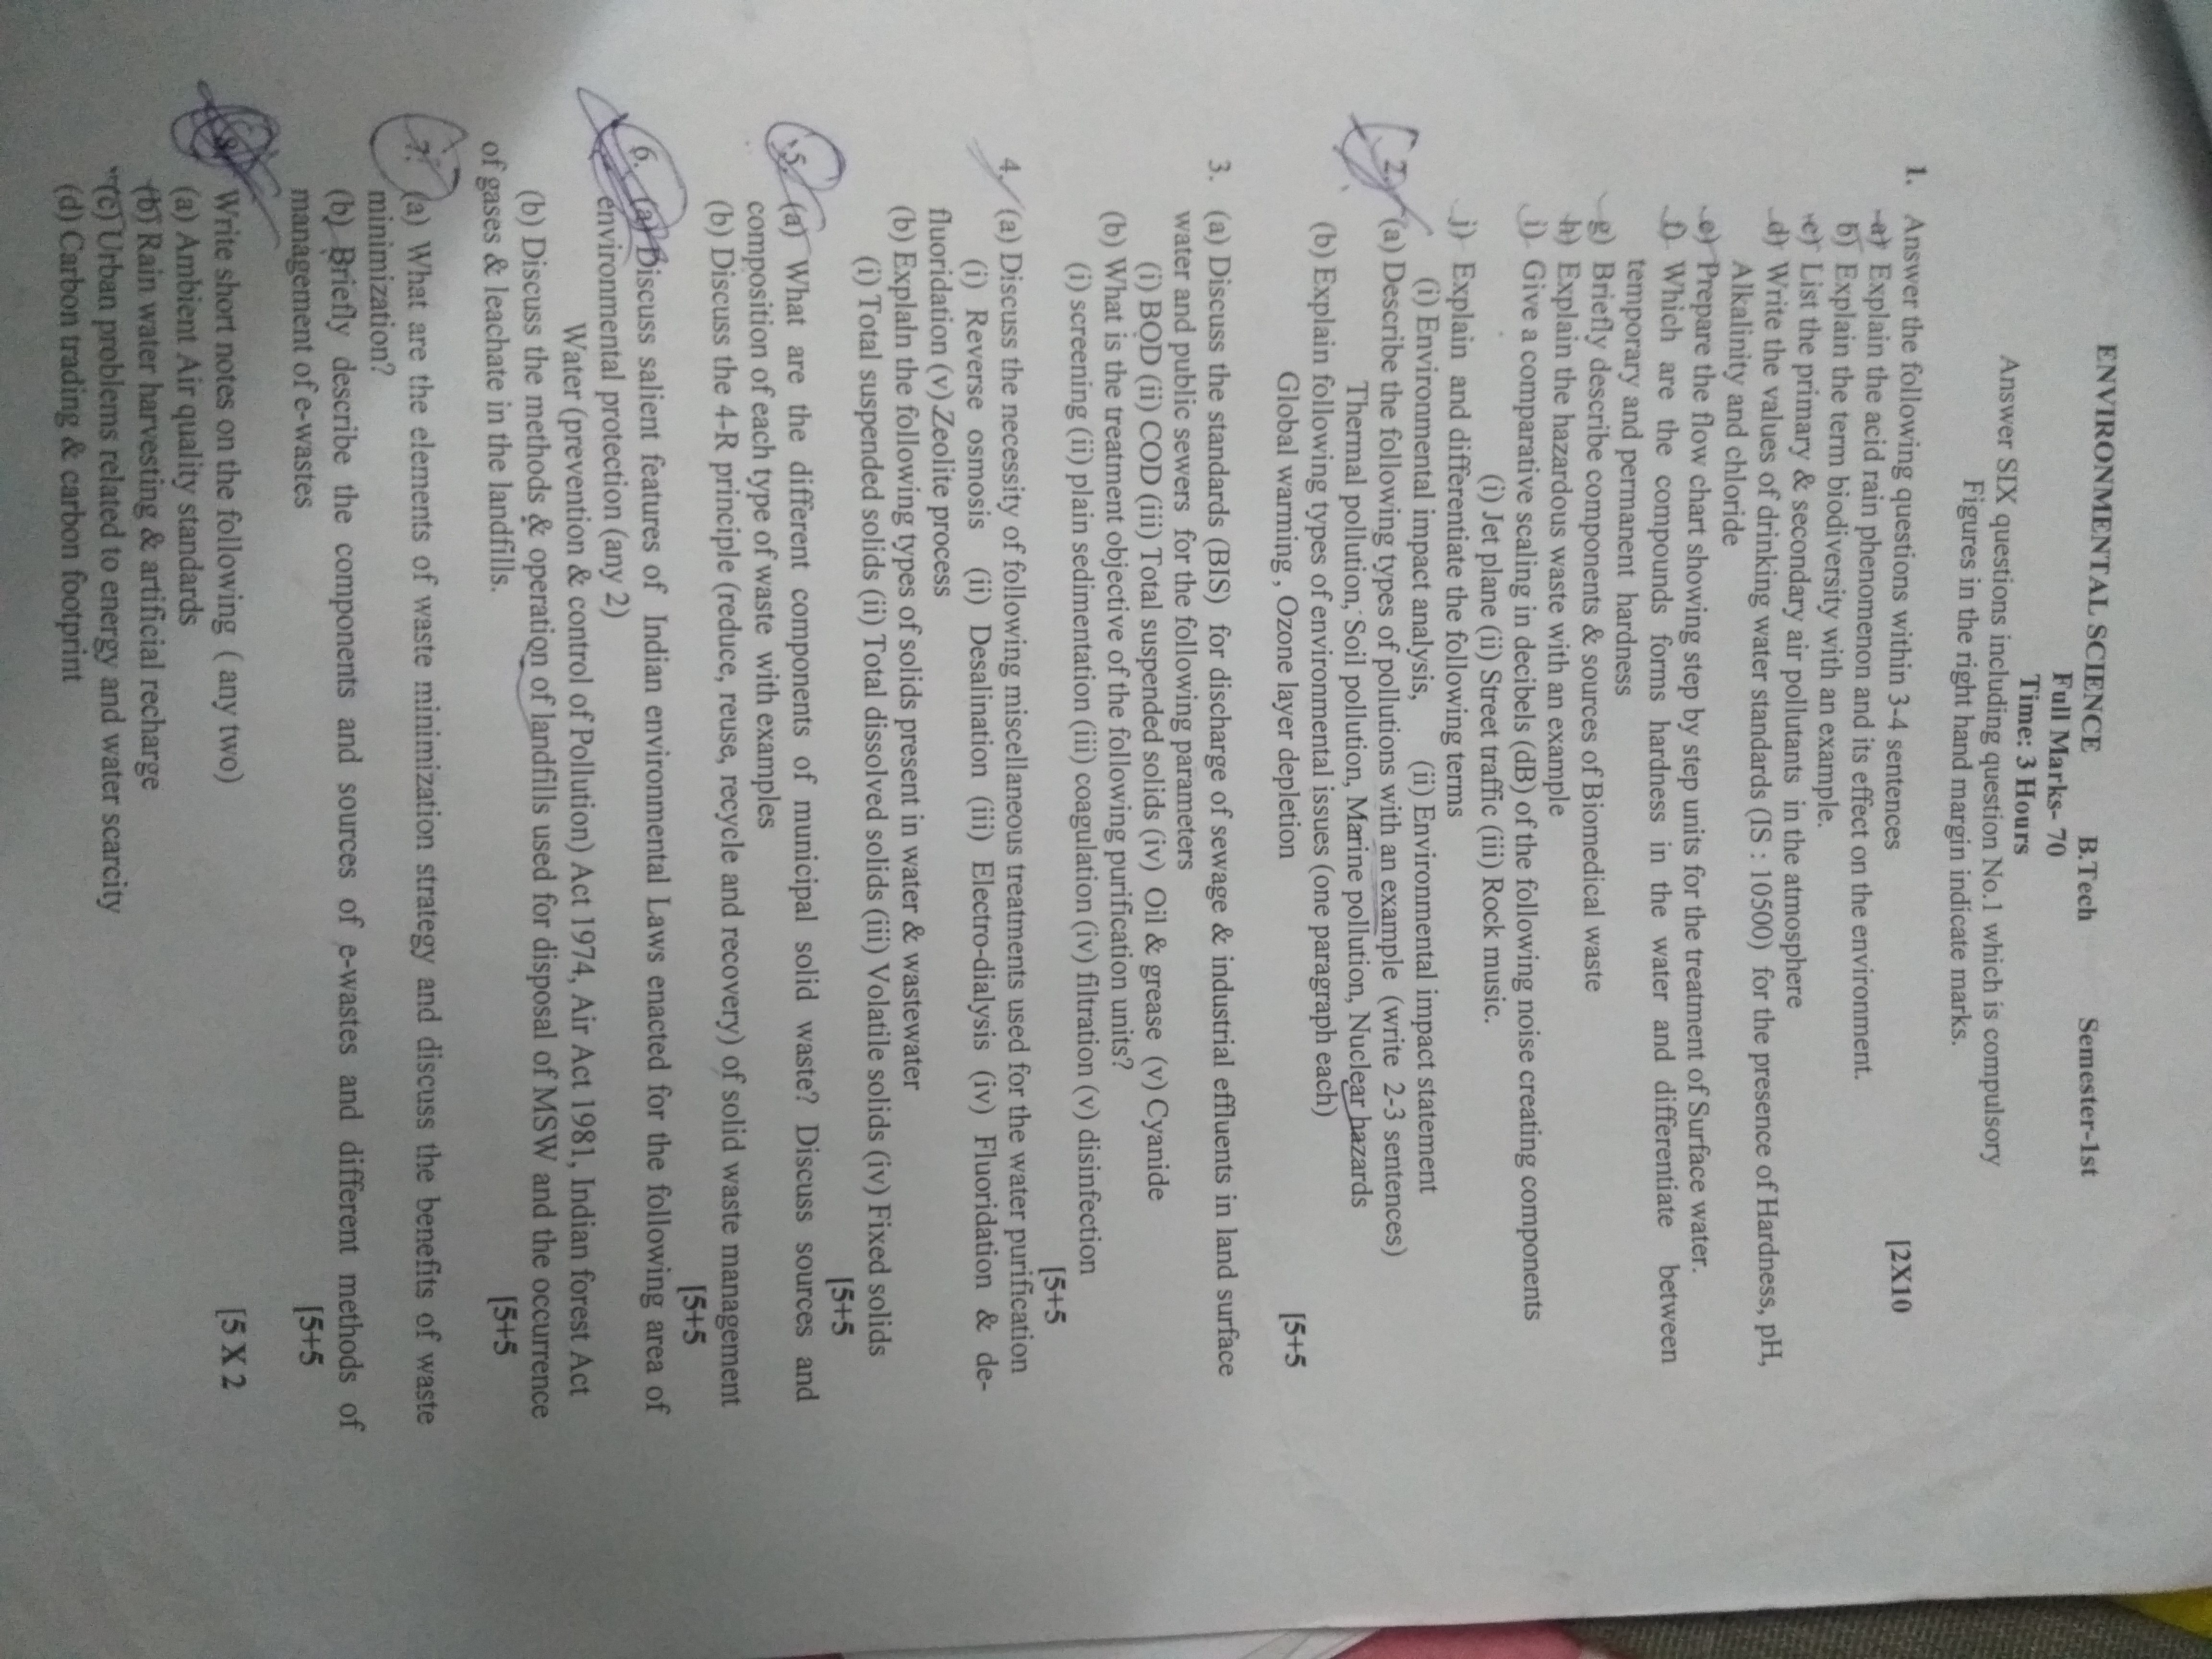 ENVIRONMENTAL SCIENCE B.Tech Semester-1st
Full Marks- 70
Time: 3 Hours
Answer SIX questions including question No.1 which is compulsory
Figures in the right hand margin indicate marks.
1. Answer the following questions within 3-4 sentences [2X10
a) Explain the acid rain phenomenon and its effect on the environment.
b) Explain the term biodiversity with an example.
c) List the primary & secondary air pollutants in the atmosphere
d) Write the values of drinking water standards (IS : 10500) for the presence of Hardness, pH,
Alkalinity and chloride
e) Prepare the flow chart showing step by step units for the treatment of Surface water.
f) Which are the compounds forms hardness in the water and differentiate between
temporary and permanent hardness
g) Briefly describe components & sources of Biomedical waste
h) Explain the hazardous waste with an example
i) Give a comparative scaling in decibels (dB) of the following noise creating components
(i) Jet plane (ii) Street traffic (iii) Rock music.
j) Explain and differentiate the following terms
(i) Environmental impact analysis, (ii) Environmental impact statement
2. (a) Describe the following types of pollutions with an example (write 2-3 sentences)
Thermal pollution, Soil pollution, Marine pollution, Nuclear hazards
(b) Explain following types of environmental issues (one paragraph each)
Global warming , Ozone layer depletion [5+5
3. (a) Discuss the standards (BIS) for discharge of sewage & industrial effluents in land surface
water and public sewers for the following parameters
(i) BOD (ii) COD (iii) Total suspended solids (iv) Oil & grease (v) Cyanide
(b) What is the treatment objective of the following purification units?
(i) screening (ii) plain sedimentation (iii) coagulation (iv) filtration (v) disinfection
[5+5
4. (a) Discuss the necessity of following miscellaneous treatments used for the water purification
(i) Reverse osmosis (ii) Desalination (iii) Electro-dialysis (iv) Fluoridation & de-
fluoridation (v) Zeolite process
(b) Explain the following types of solids present in water & wastewater
(i) Total suspended solids (ii) Total dissolved solids (iii) Volatile solids (iv) Fixed solids
[5+5
5. (a) What are the different components of municipal solid waste? Discuss sources and
composition of each type of waste with examples
(b) Discuss the 4-R principle (reduce, reuse, recycle and recovery) of solid waste management
[5+5
6. (a) Discuss salient features of Indian environmental Laws enacted for the following area of
environmental protection (any 2)
Water (prevention & control of Pollution) Act 1974, Air Act 1981, Indian forest Act
(b) Discuss the methods & operation of landfills used for disposal of MSW and the occurrence
of gases & leachate in the landfills. [5+5
7. (a) What are the elements of waste minimization strategy and discuss the benefits of waste
minimization?
(b) Briefly describe the components and sources of e-wastes and different methods of
management of e-wastes [5+5
8. Write short notes on the following ( any two) [5 X 2
(a) Ambient Air quality standards
(b) Rain water harvesting & artificial recharge
(c) Urban problems related to energy and water scarcity
(d) Carbon trading & carbon footprint